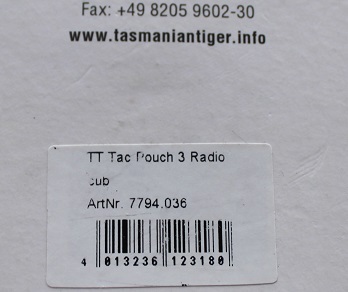 Fax: +49 8205 9602-30
www.tasmaniantiger.info
TT Tac Pouch 3 Radio
cub
ArtNr. 7794.036
4 013236 123180